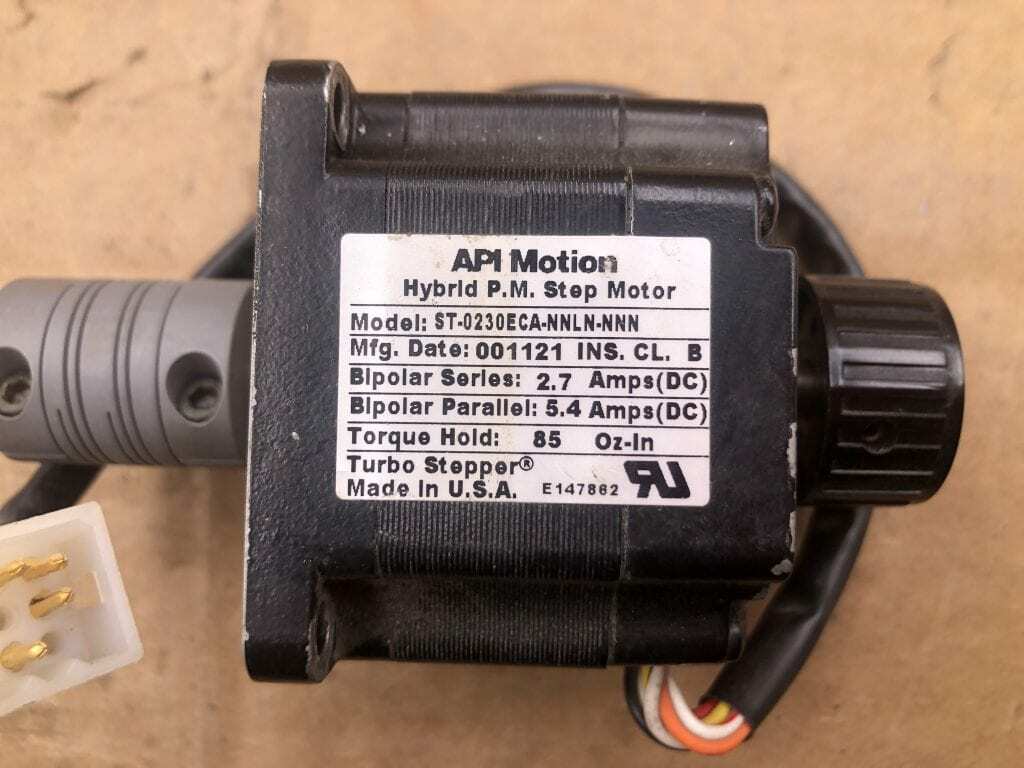 API Motion
Hybrid P.M. Step Motor
Model: ST-0230ECA-NNLN-NNN
Mfg. Date: 001121 INS. CL. B
Bipolar Series: 2.7 Amps(DC)
Bipolar Parallel: 5.4 Amps(DC)
Torque Hold: 85 Oz-In
Turbo Stepper®
Made In U.S.A. E147862